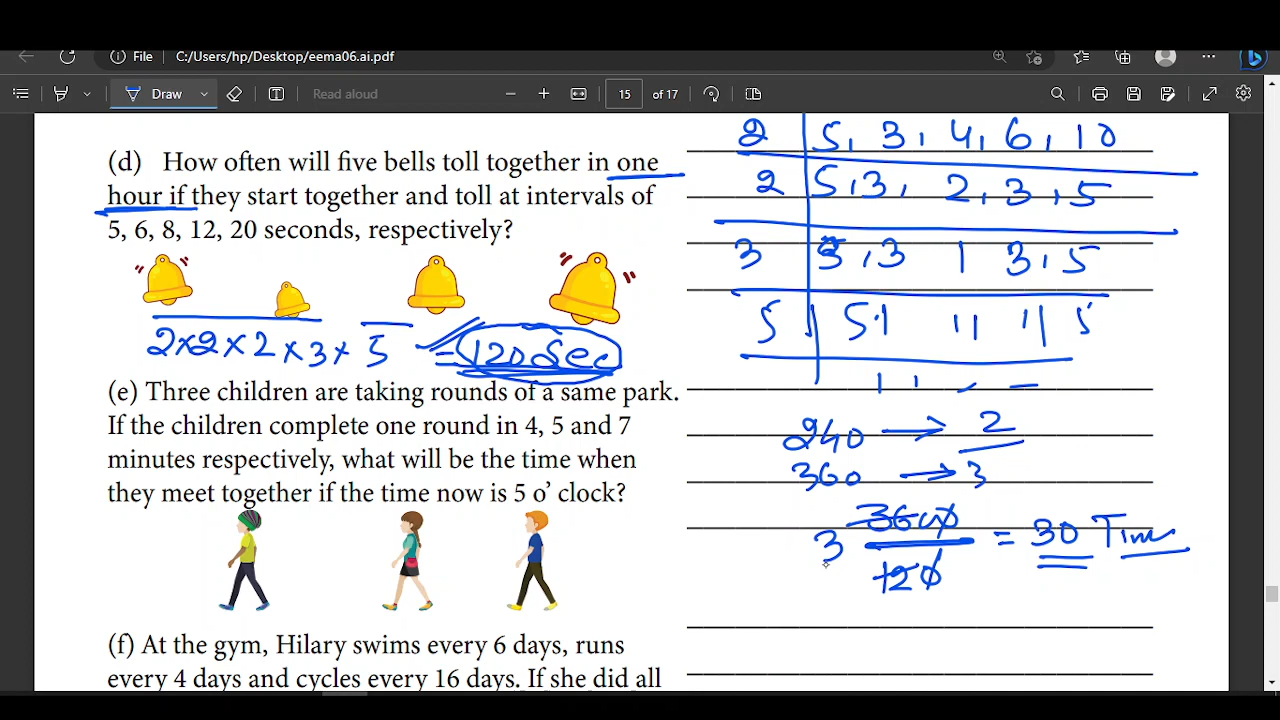 File C:/Users/hp/Desktop/eema06.ai.pdf
Draw Read aloud 15 of 17
(d) How often will five bells toll together in one
hour if they start together and toll at intervals of
5, 6, 8, 12, 20 seconds, respectively?
2×2×2×3× 5 = 120 Sec
(e) Three children are taking rounds of a same park.
If the children complete one round in 4, 5 and 7
minutes respectively, what will be the time when
they meet together if the time now is 5 o’ clock?
(f) At the gym, Hilary swims every 6 days, runs
every 4 days and cycles every 16 days. If she did all
2 5, 3, 4, 6, 10
2 5, 3, 2, 3, 5
3 5, 3 1 3, 5
5 5, 1 1 1 1 1 5
1 1
240 → 2
360 → 3
3 3600
= 30 Time
120